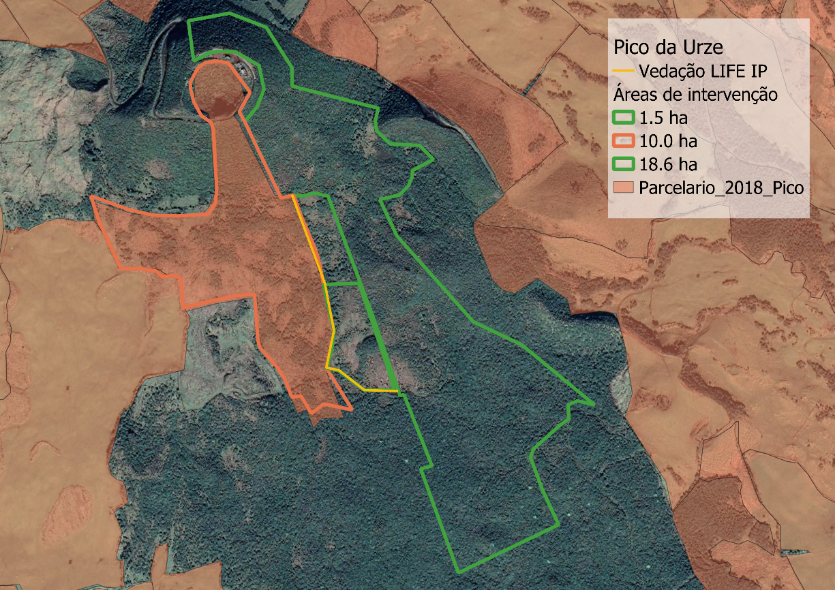 Pico da Urze
Vedação LIFE IP
Áreas de intervenção
1.5 ha
10.0 ha
18.6 ha
Parcelario_2018_Pico